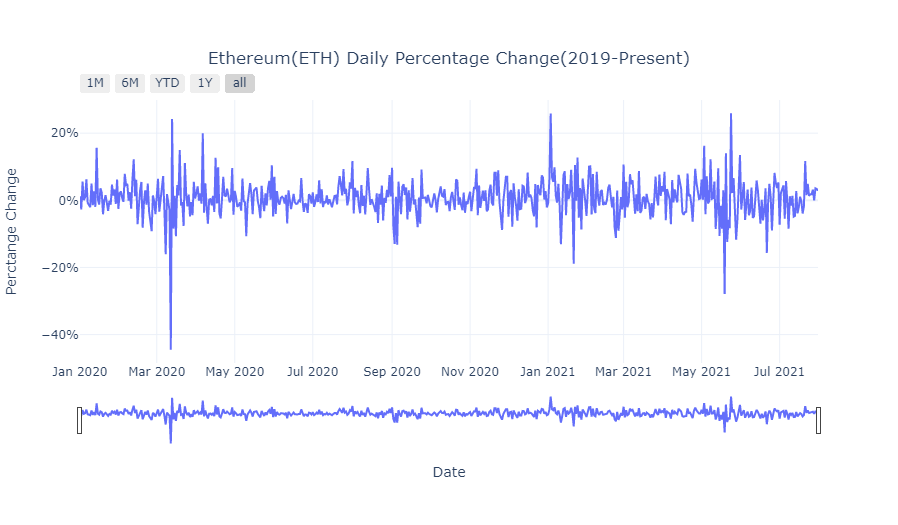 Ethereum(ETH) Daily Percentage Change(2019-Present)
1M 6M YTD 1Y all
20%
0%
−20%
−40%
Perctange Change
Jan 2020 Mar 2020 May 2020 Jul 2020 Sep 2020 Nov 2020 Jan 2021 Mar 2021 May 2021 Jul 2021
Date